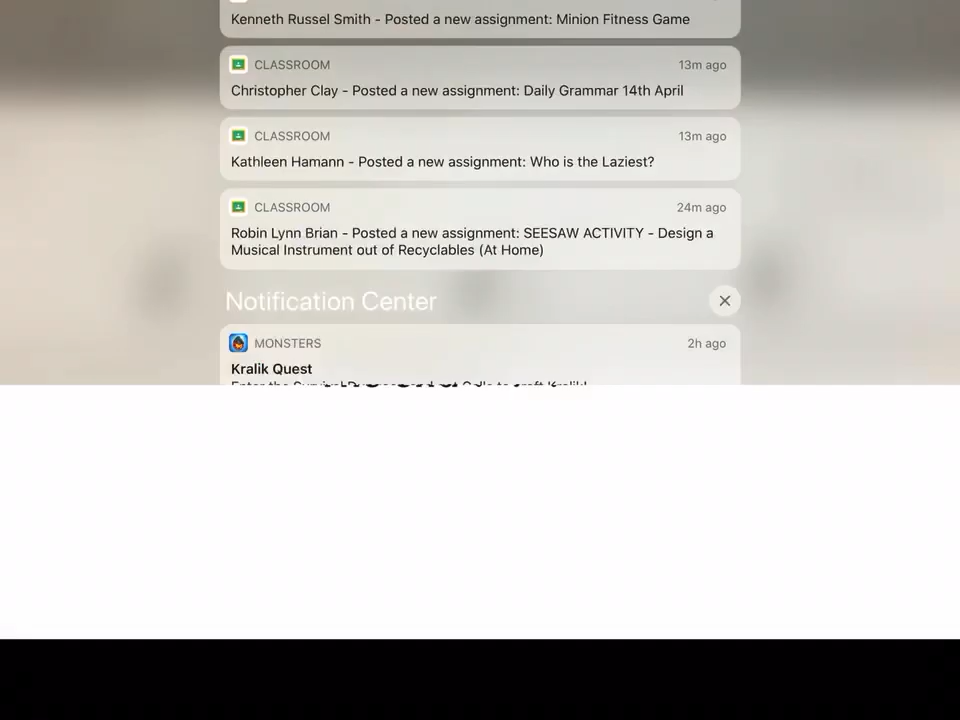 Kenneth Russel Smith - Posted a new assignment: Minion Fitness Game
CLASSROOM 13m ago
Christopher Clay - Posted a new assignment: Daily Grammar 14th April
CLASSROOM 13m ago
Kathleen Hamann - Posted a new assignment: Who is the Laziest?
CLASSROOM 24m ago
Robin Lynn Brian - Posted a new assignment: SEESAW ACTIVITY - Design a
Musical Instrument out of Recyclables (At Home)
Notification Center
MONSTERS 2h ago
Kralik Quest
Enter the